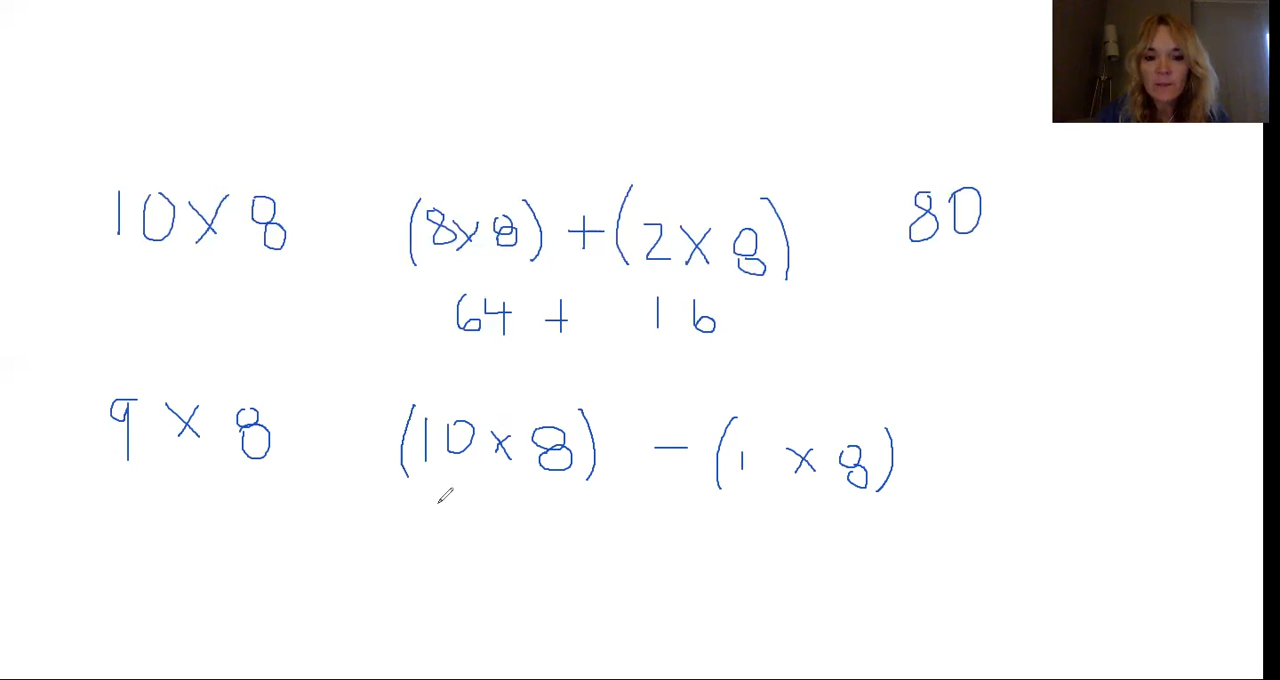 10 x 8 (8 x 8) + (2 x 8) 80
64 + 16
9 x 8 (10 x 8) - (1 x 8)